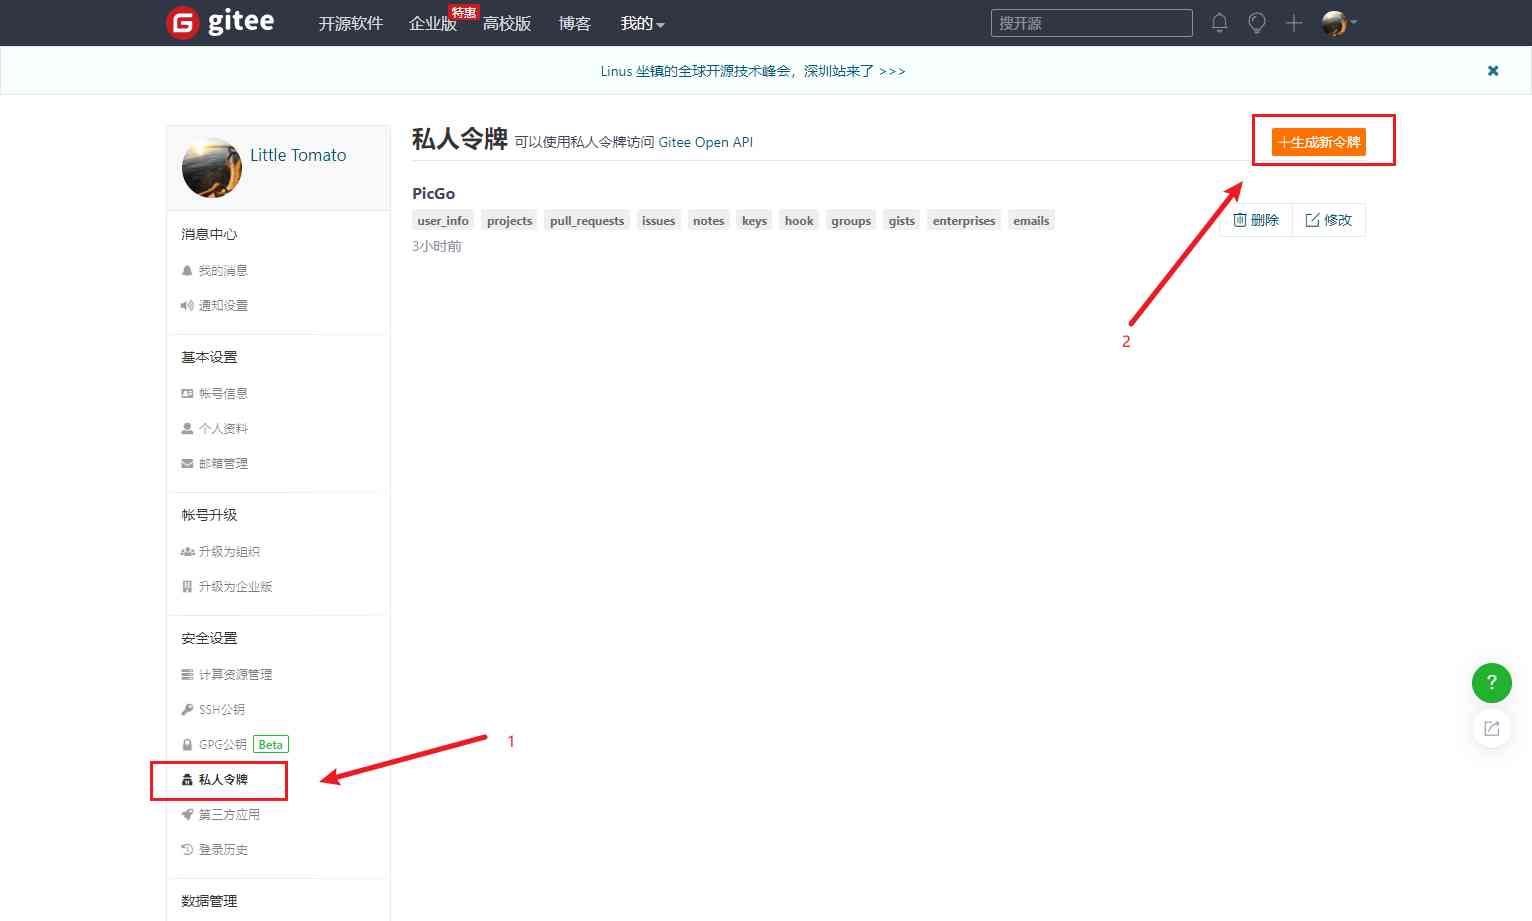 gitee 开源软件 企业版 特惠 高校版 博客 我的 搜开源
Linus 坐镇的全球开源技术峰会，深圳站来了 >>>
Little Tomato
消息中心
我的消息
通知设置
基本设置
帐号信息
个人资料
邮箱管理
帐号升级
升级为组织
升级为企业版
安全设置
计算资源管理
SSH公钥
GPG公钥 Beta
私人令牌
第三方应用
登录历史
数据管理
1
私人令牌 可以使用私人令牌访问 Gitee Open API
+生成新令牌
PicGo
user_info projects pull_requests issues notes keys hook groups gists enterprises emails
3小时前
删除 修改
2
?